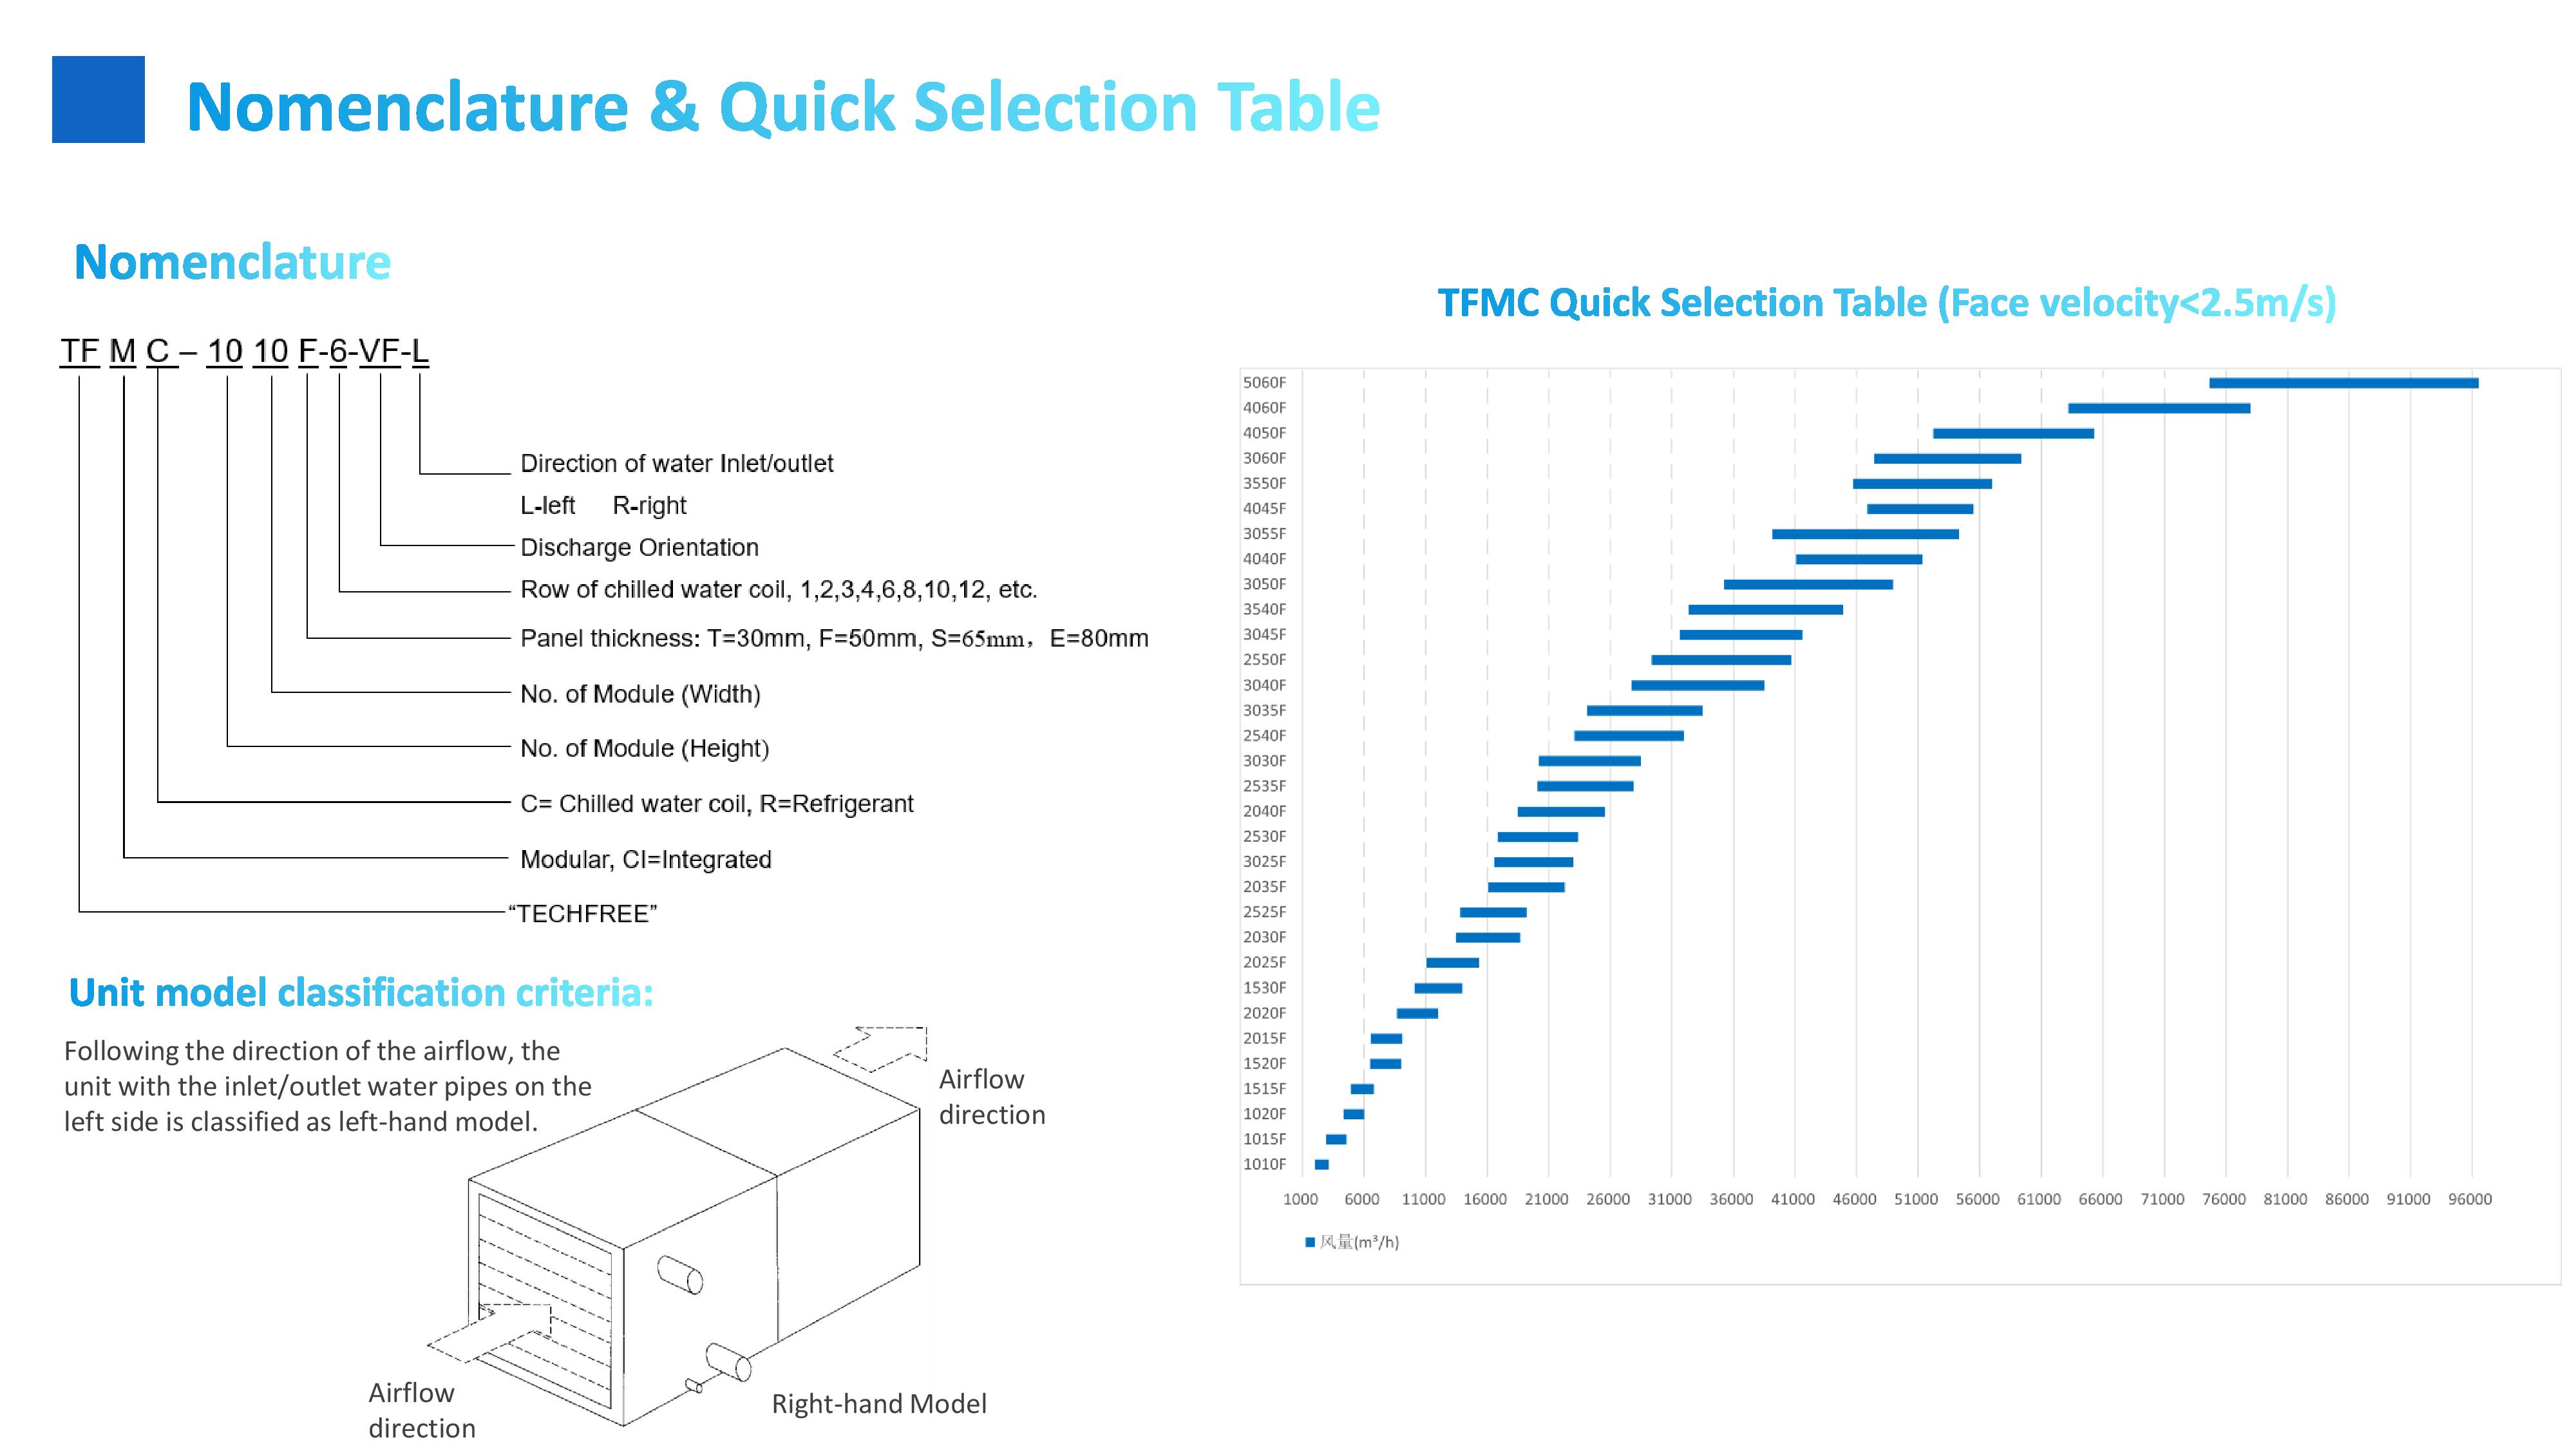 Nomenclature & Quick Selection Table
Nomenclature
TF M C – 10 10 F-6-VF-L
Direction of water Inlet/outlet
L-left R-right
Discharge Orientation
Row of chilled water coil, 1,2,3,4,6,8,10,12, etc.
Panel thickness: T=30mm, F=50mm, S=65mm, E=80mm
No. of Module (Width)
No. of Module (Height)
C= Chilled water coil, R=Refrigerant
Modular, CI=Integrated
“TECHFREE”
Unit model classification criteria:
Following the direction of the airflow, the
unit with the inlet/outlet water pipes on the
left side is classified as left-hand model.
Airflow
direction
Airflow
direction
Right-hand Model
TFMC Quick Selection Table (Face velocity<2.5m/s)
5060F
4060F
4050F
3060F
3550F
4045F
3055F
4040F
3050F
3540F
3045F
2550F
3040F
3035F
2540F
3030F
2535F
2040F
2530F
3025F
2035F
2525F
2030F
2025F
1530F
2020F
2015F
1520F
1515F
1020F
1015F
1010F
1000 6000 11000 16000 21000 26000 31000 36000 41000 46000 51000 56000 61000 66000 71000 76000 81000 86000 91000 96000
风量(m³/h)